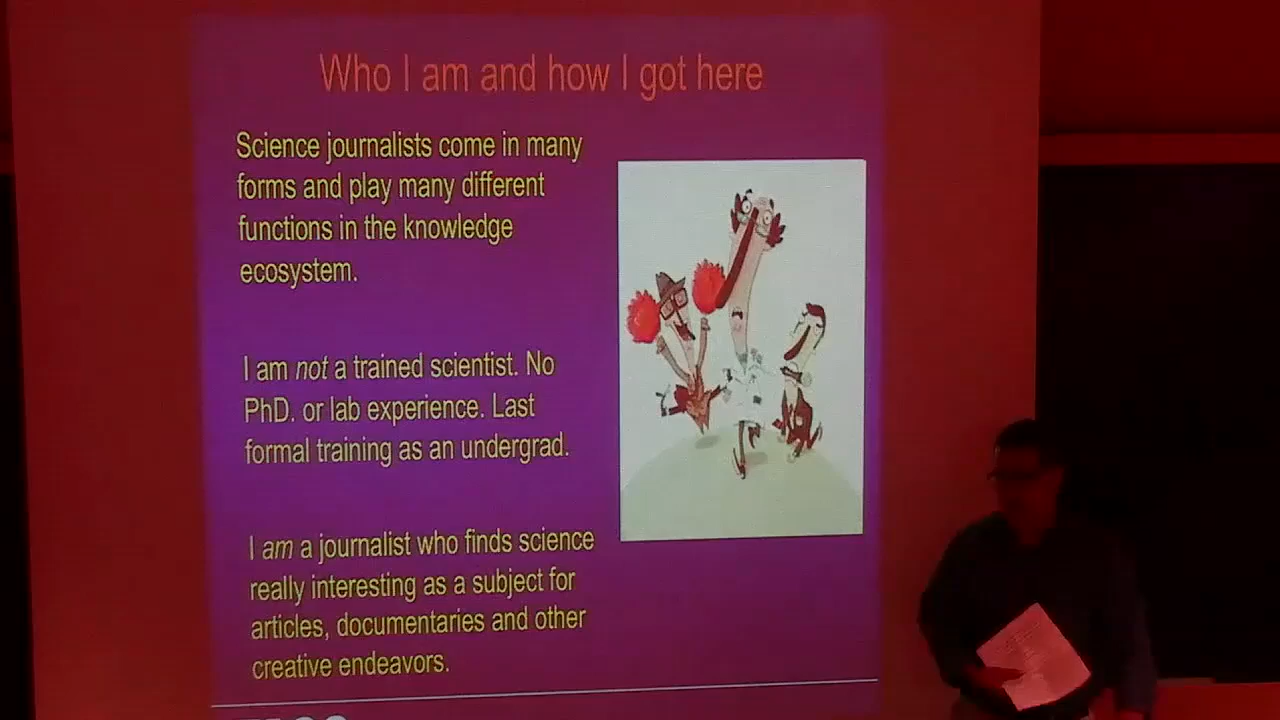 Who I am and how I got here
Science journalists come in many
forms and play many different
functions in the knowledge
ecosystem.
I am not a trained scientist. No
PhD. or lab experience. Last
formal training as an undergrad.
I am a journalist who finds science
really interesting as a subject for
articles, documentaries and other
creative endeavors.